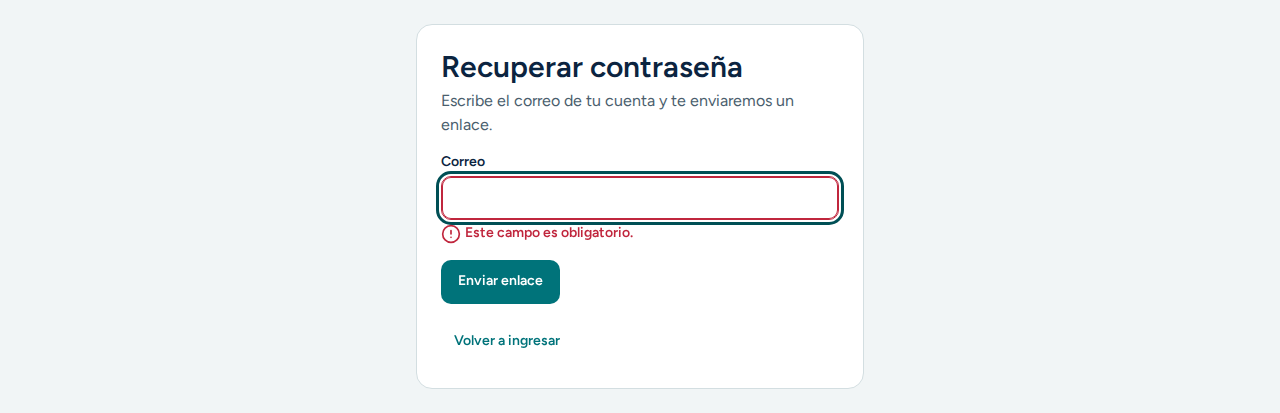 Recuperar contraseña
Escribe el correo de tu cuenta y te enviaremos un
enlace.
Correo
Este campo es obligatorio.
Enviar enlace
Volver a ingresar